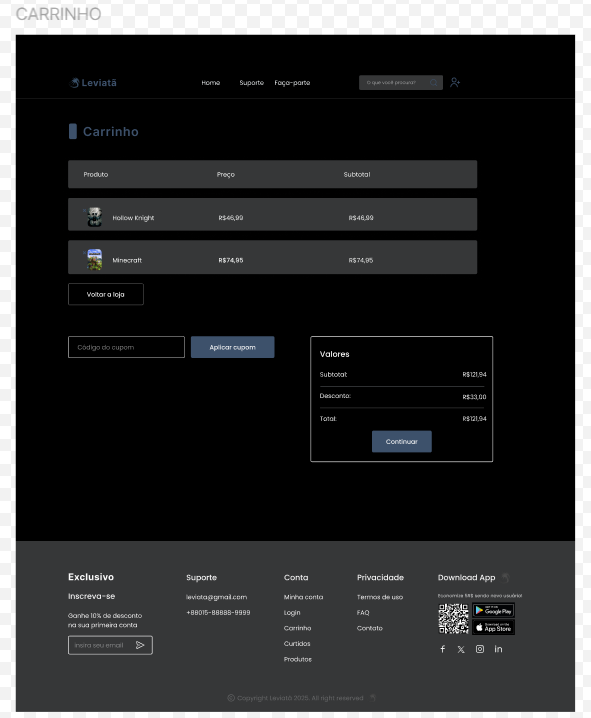 CARRINHO
Leviatã
Home Suporte Faça-parte
O que você procura?
Carrinho
Produto Preço Subtotal
Hollow Knight R$46,99 R$46,99
Minecraft R$74,95 R$74,95
Voltar a loja
Código do cupom Aplicar cupom
Valores
Subtotal: R$121,94
Desconto: R$33,00
Total: R$121,94
Continuar
Exclusivo
Inscreva-se
Ganhe 10% de desconto
na sua primeira conta
Insira seu email
Suporte
leviata@gmail.com
+88015-88888-9999
Conta
Minha conta
Login
Carrinho
Curtidos
Produtos
Privacidade
Termos de uso
FAQ
Contato
Download App
Economize 5R$ sendo novo usuário!
GET IT ON
Google Play
Download on the
App Store
Copyright Leviatã 2025. All right reserved